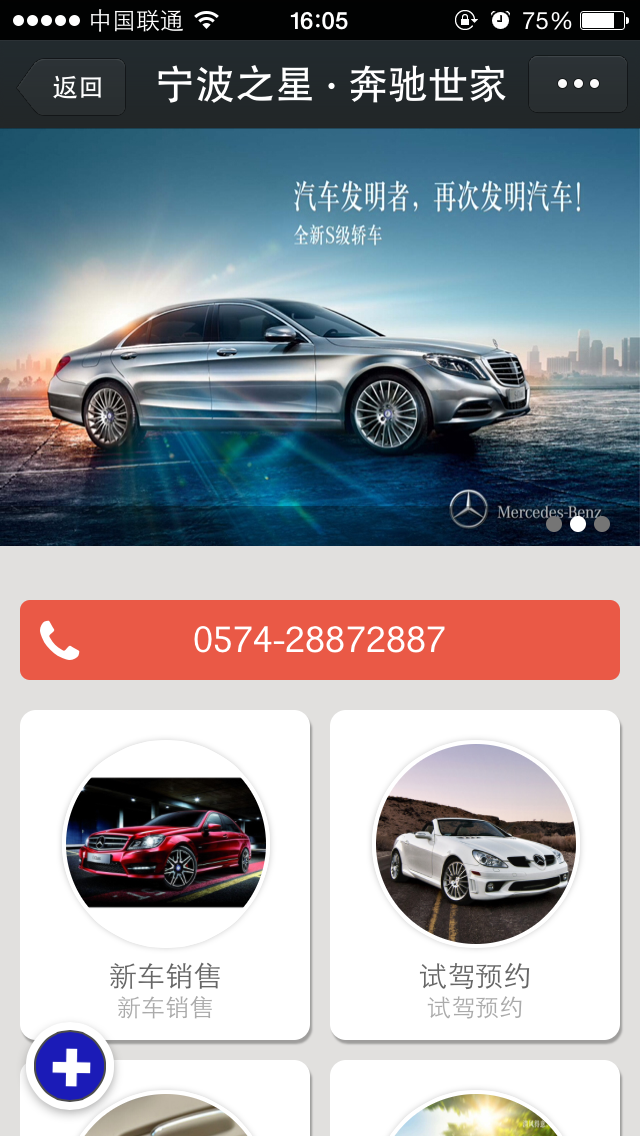 中国联通
16:05
75%
返回
宁波之星·奔驰世家
汽车发明者，再次发明汽车！
全新S级轿车
Mercedes-Benz
0574-28872887
新车销售
新车销售
试驾预约
试驾预约